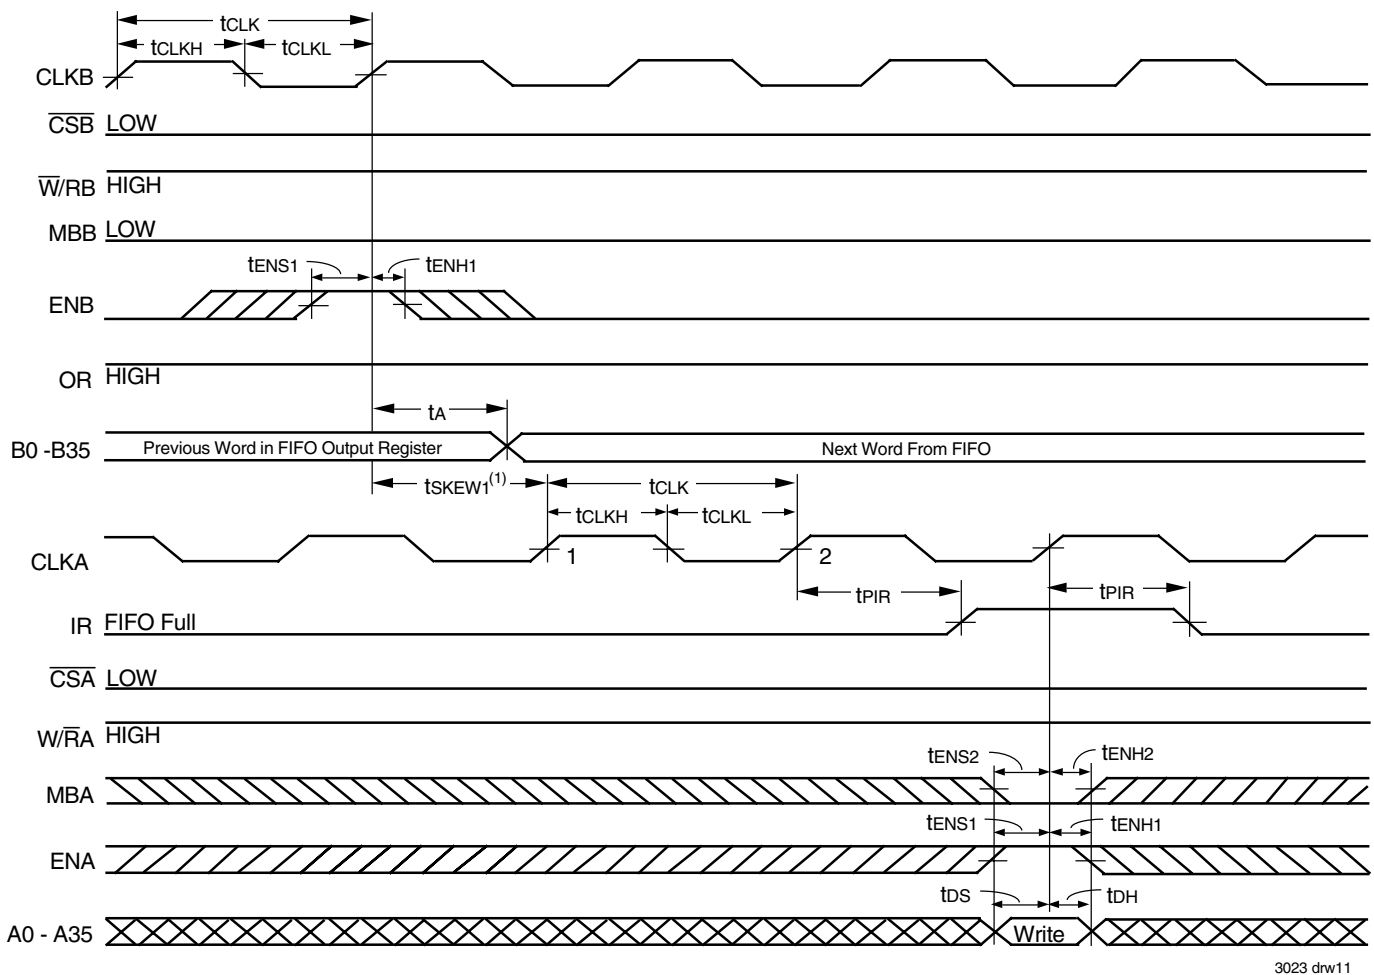 tCLK
tCLKH tCLKL
CLKB
CSB LOW
W/RB HIGH
MBB LOW
tENS1 tENH1
ENB
OR HIGH
tA
B0 -B35 Previous Word in FIFO Output Register Next Word From FIFO
tSKEW1(1) tCLK
tCLKH tCLKL
CLKA 1 2
tPIR tPIR
IR FIFO Full
CSA LOW
W/RA HIGH
tENS2 tENH2
MBA
tENS1 tENH1
ENA
tDS tDH
A0 - A35 Write
3023 drw11